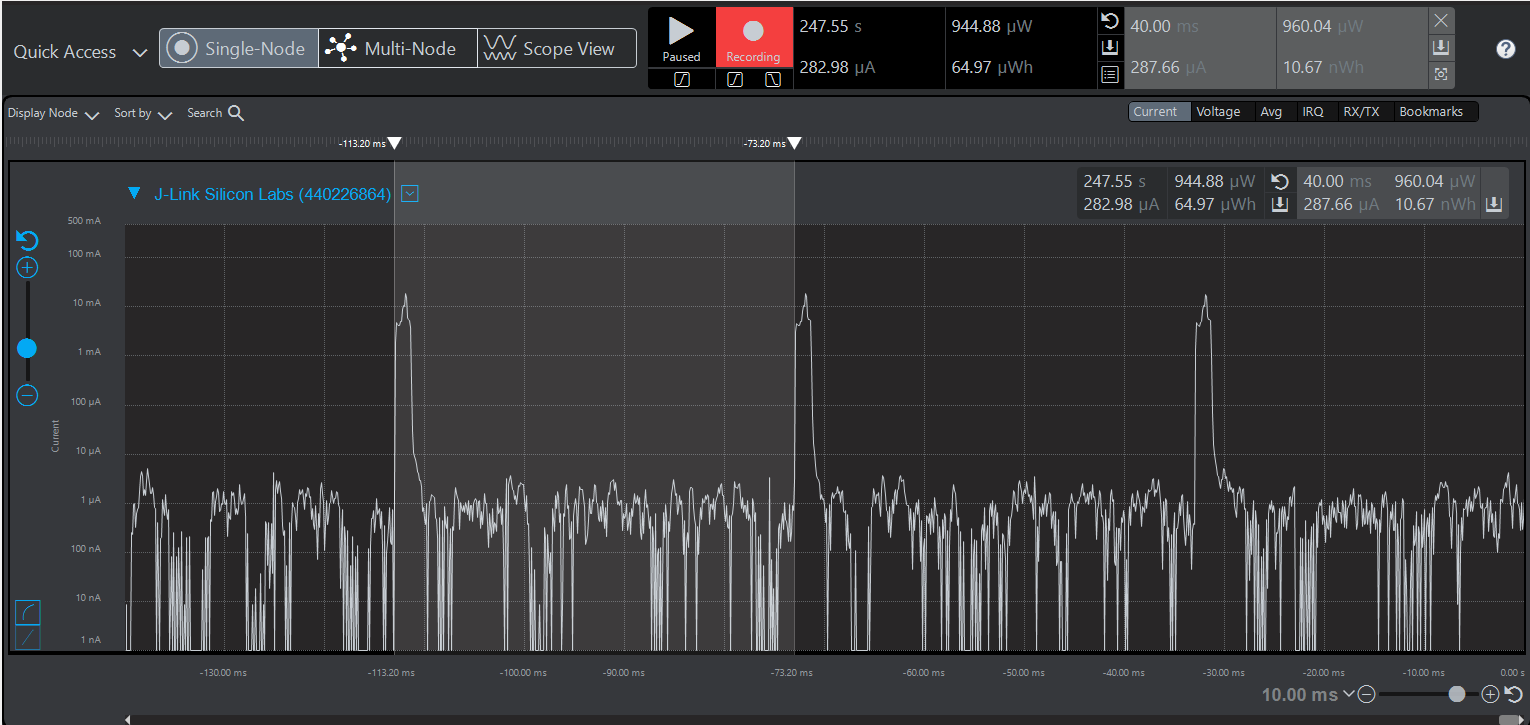 Quick Access Single-Node Multi-Node Scope View
Paused Recording
247.55 s 944.88 µW 40.00 ms 960.04 µW
282.98 µA 64.97 µWh 287.66 µA 10.67 nWh
?
Display Node Sort by Search Current Voltage Avg IRQ RX/TX Bookmarks
-113.20 ms -73.20 ms
J-Link Silicon Labs (440226864)
247.55 s 944.88 µW 40.00 ms 960.04 µW
282.98 µA 64.97 µWh 287.66 µA 10.67 nWh
500 mA
100 mA
10 mA
1 mA
100 µA
10 µA
1 µA
100 nA
10 nA
1 nA
Current
-130.00 ms -113.20 ms -100.00 ms -90.00 ms -73.20 ms -60.00 ms -50.00 ms -40.00 ms -30.00 ms -20.00 ms -10.00 ms 0.00 s
10.00 ms